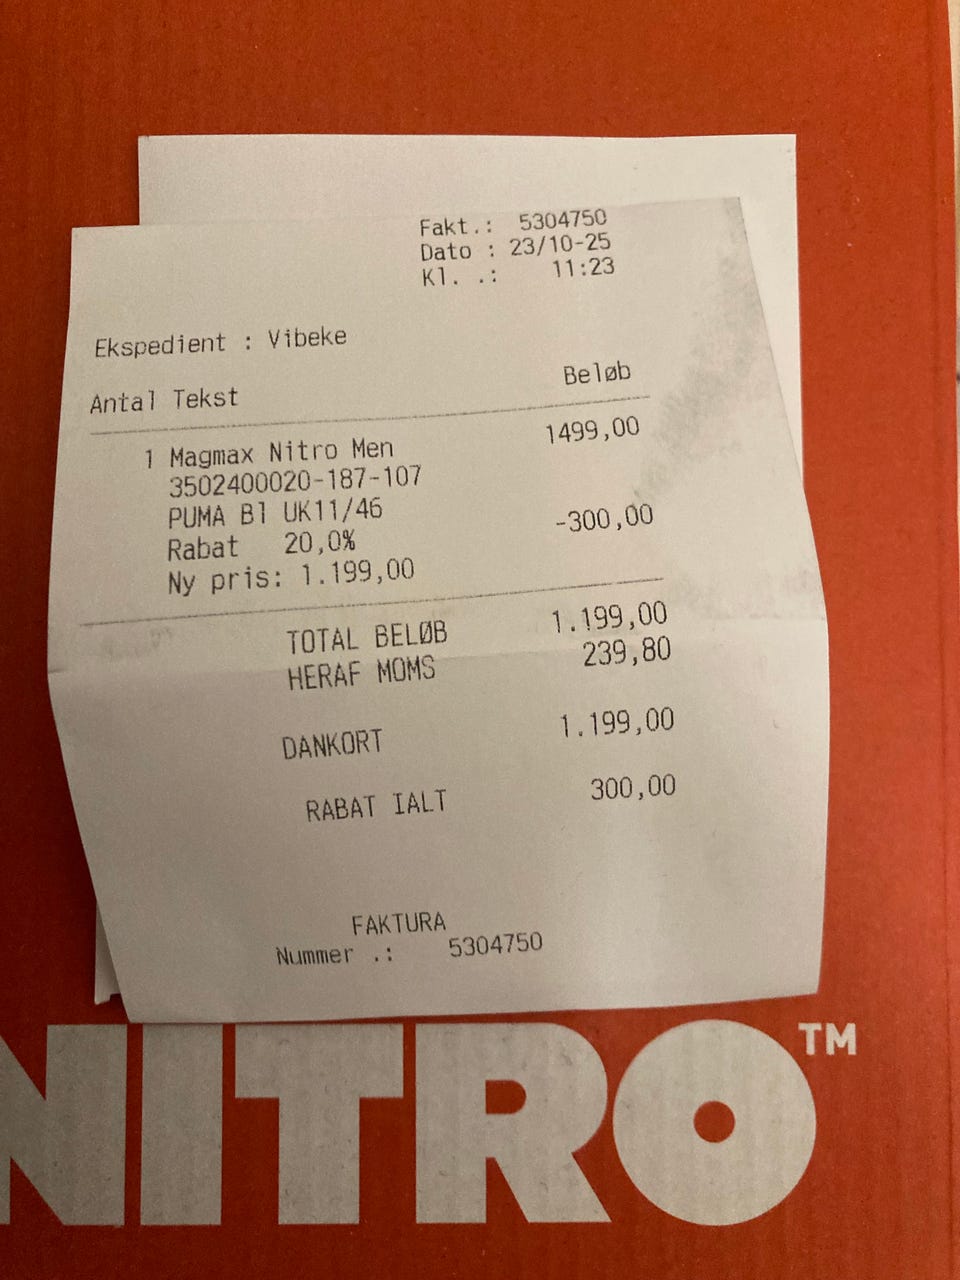 Fakt.: 5304750
Dato : 23/10-25
Kl. .: 11:23
Ekspedient : Vibeke
Antal Tekst Beløb
1 Magmax Nitro Men 1499,00
3502400020-187-107
PUMA Bl UK11/46
Rabat 20,0% -300,00
Ny pris: 1.199,00
TOTAL BELØB 1.199,00
HERAF MOMS 239,80
DANKORT 1.199,00
RABAT IALT 300,00
FAKTURA
Nummer .: 5304750
NITRO™